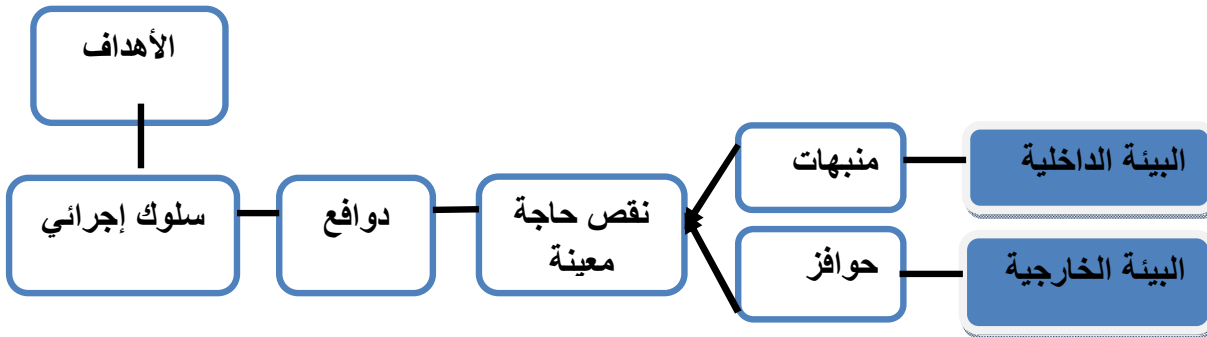 الأهداف
البيئة الداخلية
منبهات
نقص حاجة
معينة
دوافع
سلوك إجرائي
البيئة الخارجية
حوافز